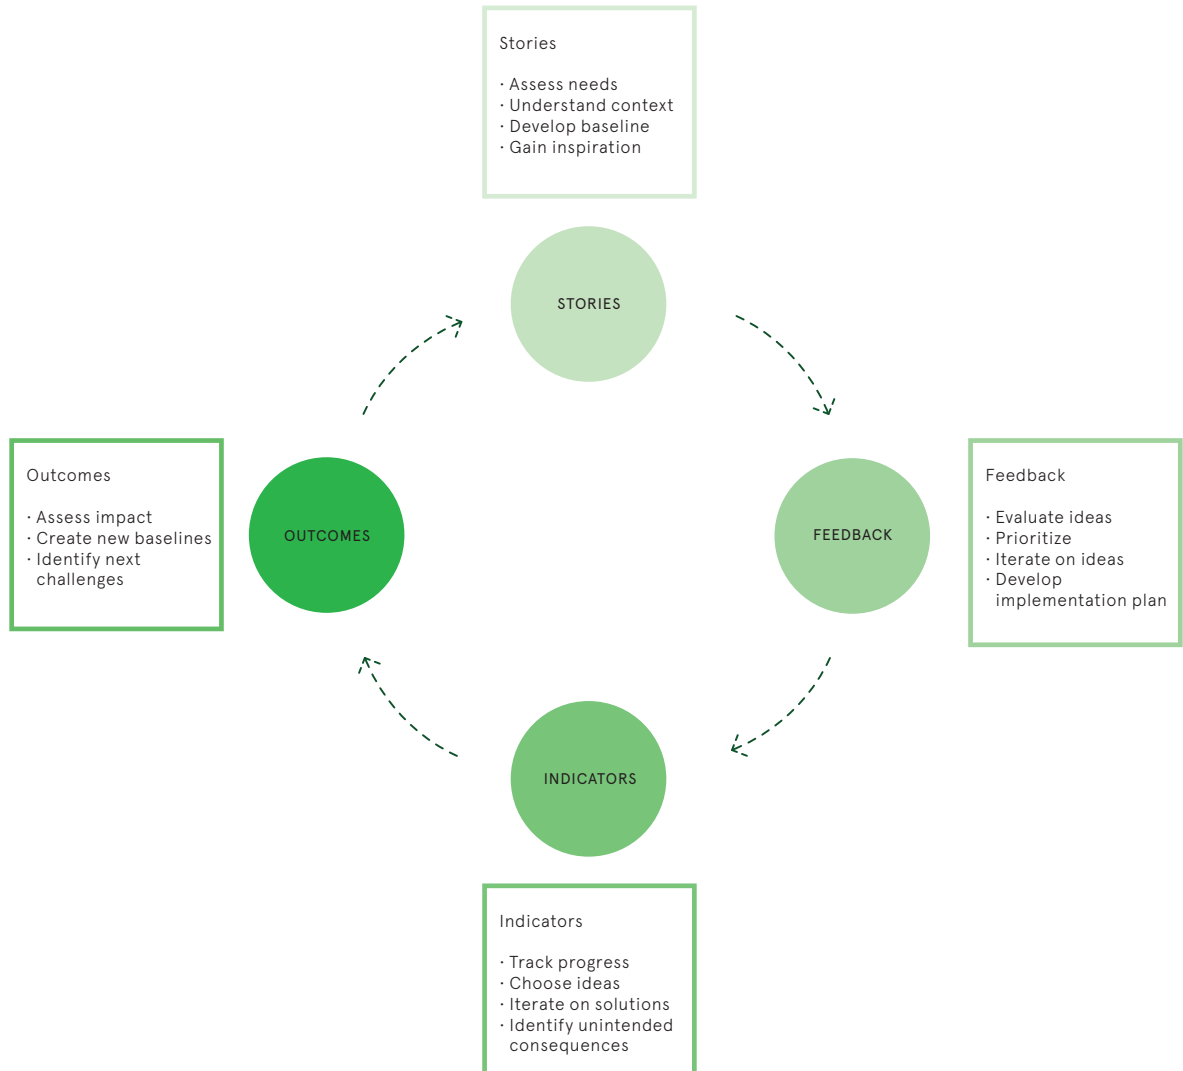 Stories
· Assess needs
· Understand context
· Develop baseline
· Gain inspiration
STORIES
Outcomes
· Assess impact
· Create new baselines
· Identify next
challenges
OUTCOMES
FEEDBACK
Feedback
· Evaluate ideas
· Prioritize
· Iterate on ideas
· Develop
implementation plan
INDICATORS
Indicators
· Track progress
· Choose ideas
· Iterate on solutions
· Identify unintended
consequences